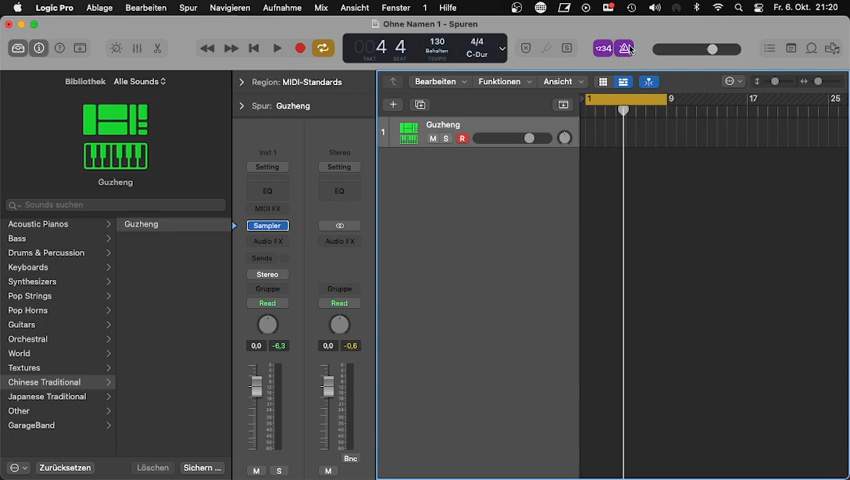 Logic Pro Ablage Bearbeiten Spur Navigieren Aufnahme Mix Ansicht Fenster 1 Hilfe Fr. 6. Okt. 21:20
Ohne Namen 1 - Spuren
4 4 130 4/4
Behalten C-Dur
TAKT BEAT TEMPO
1234
Bibliothek Alle Sounds
Region: MIDI-Standards
Bearbeiten Funktionen Ansicht
Spur: Guzheng
1 9 17 25
Guzheng
1 M S R
Guzheng
Sounds suchen
Acoustic Pianos
Bass
Drums & Percussion
Keyboards
Synthesizers
Pop Strings
Pop Horns
Guitars
Orchestral
World
Textures
Chinese Traditional
Japanese Traditional
Other
GarageBand
Guzheng
Zurücksetzen Löschen Sichern ...
Inst 1 Stereo
Setting Setting
EQ EQ
MIDI FX
Sampler
Audio FX Audio FX
Sends
Stereo
Gruppe Gruppe
Read Read
0,0 -6,3 0,0 -0,6
Bnc
M S M